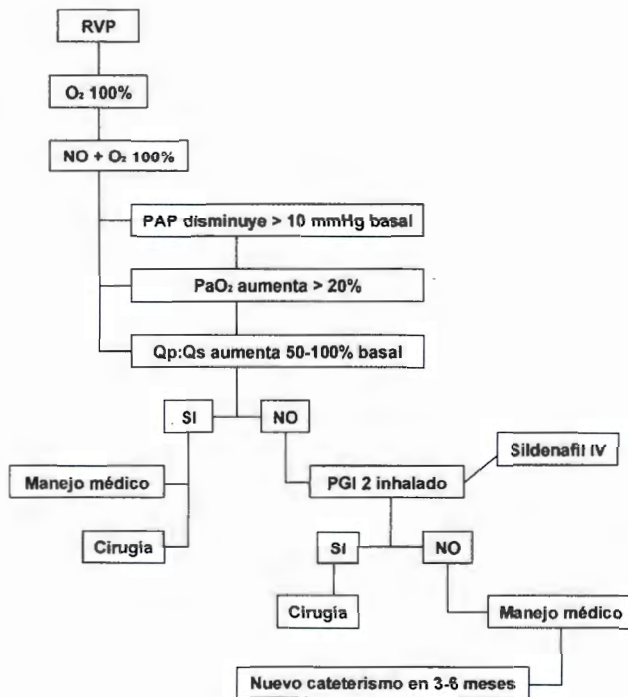 RVP
O₂ 100%
NO + O₂ 100%
PAP disminuye > 10 mmHg basal
PaO₂ aumenta > 20%
Qp:Qs aumenta 50-100% basal
SI
NO
Manejo médico
Cirugía
Sildenafil IV
PGI 2 inhalado
SI
NO
Cirugía
Manejo médico
Nuevo cateterismo en 3-6 meses